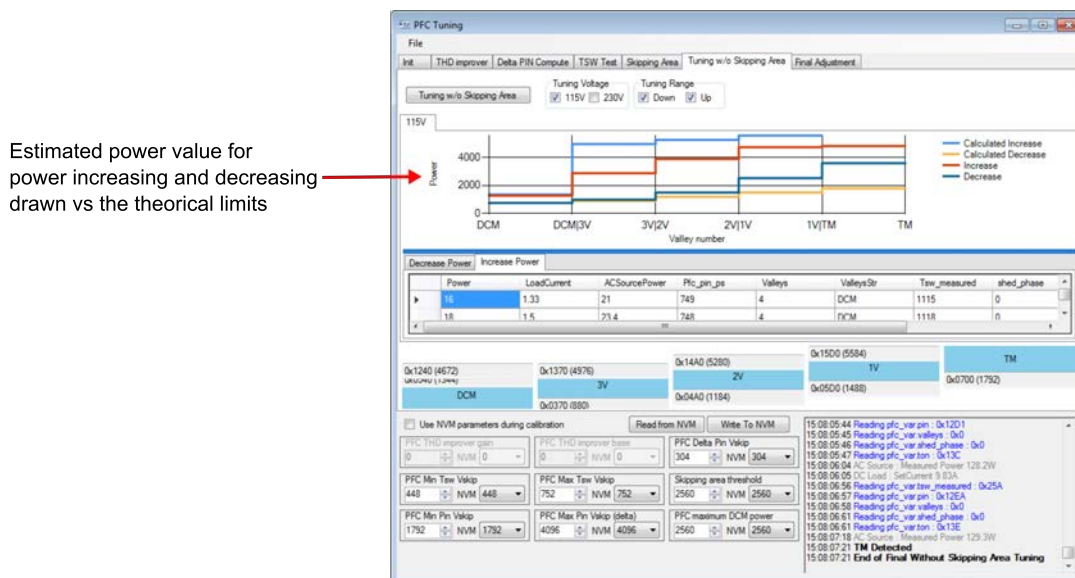 PFC Tuning
File
Init THD improver Delta PIN Compute TSW Test Skipping Area Tuning w/o Skipping Area Final Adjustment
Tuning w/o Skipping Area
Tuning Voltage
115V 230V
Tuning Range
Down Up
115V
Estimated power value for
power increasing and decreasing
drawn vs the theorical limits
Power
4000
2000
0
DCM DCM|3V 3V|2V 2V|1V 1V|TM TM
Valley number
Calculated Increase
Calculated Decrease
Increase
Decrease
Decrease Power Increase Power
Power LoadCurrent ACSourcePower Pfc_pin_ps Valleys ValleysStr Tsw_measured shed_phase
16 1.33 21 749 4 DCM 1115 0
18 1.5 23.4 748 4 DCM 1118 0
0x1240 (4672)
0x0540 (1344)
DCM
0x1370 (4976)
3V
0x0370 (880)
0x14A0 (5280)
2V
0x04A0 (1184)
0x15D0 (5584)
1V
0x05D0 (1488)
TM
0x0700 (1792)
Use NVM parameters during calibration
Read from NVM Write To NVM
PFC THD improver gain
0 NVM 0
PFC THD improver base
0 NVM 0
PFC Delta Pin Vskip
304 NVM 304
PFC Min Tsw Vskip
448 NVM 448
PFC Max Tsw Vskip
752 NVM 752
Skipping area threshold
2560 NVM 2560
PFC Min Pin Vskip
1792 NVM 1792
PFC Max Pin Vskip (delta)
4096 NVM 4096
PFC maximum DCM power
2560 NVM 2560
15:08:05:44 Reading pfc_var.pin : 0x12D1
15:08:05:45 Reading pfc_var.valleys : 0x0
15:08:05:46 Reading pfc_var.shed_phase : 0x0
15:08:05:47 Reading pfc_var.ton : 0x13C
15:08:06:04 AC Source : Measured Power 128.2W
15:08:06:05 DC Load : SetCurrent 9.83A
15:08:06:56 Reading pfc_var.tsw_measured : 0x25A
15:08:06:57 Reading pfc_var.pin : 0x12EA
15:08:06:58 Reading pfc_var.valleys : 0x0
15:08:06:61 Reading pfc_var.shed_phase : 0x0
15:08:06:61 Reading pfc_var.ton : 0x13E
15:08:07:18 AC Source : Measured Power 129.3W
15:08:07:21 TM Detected
15:08:07:21 End of Final Without Skipping Area Tuning